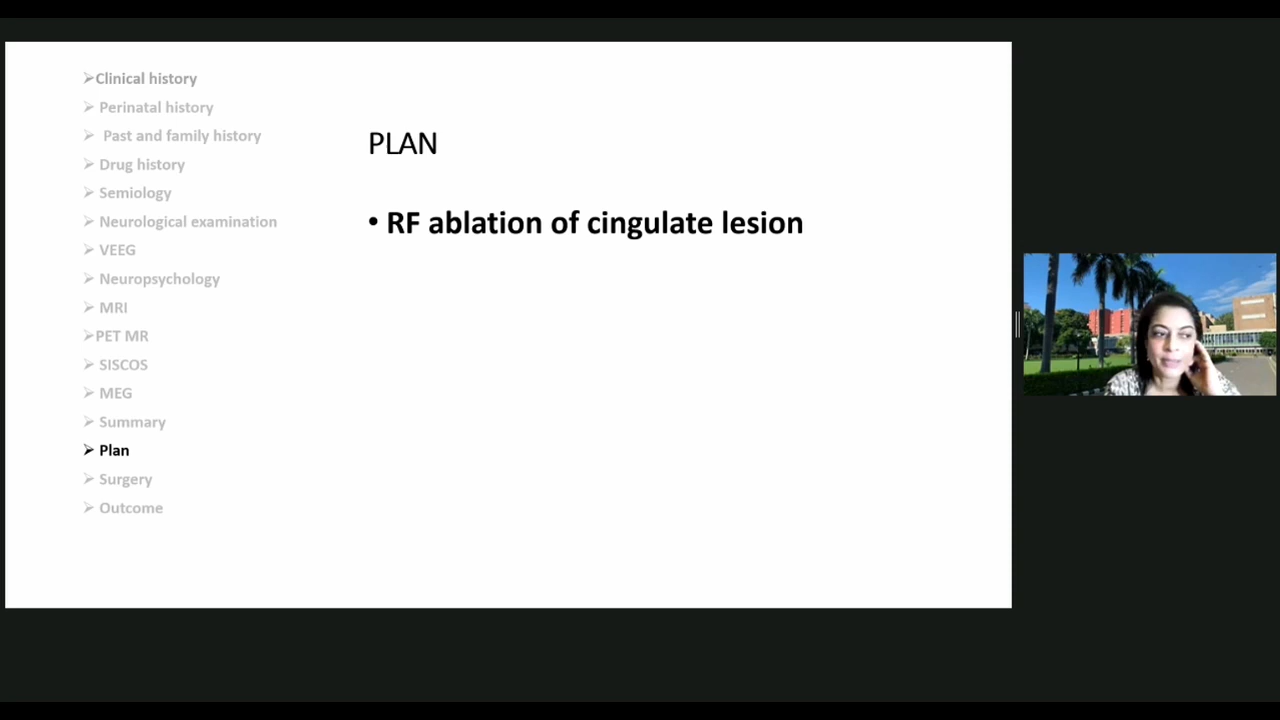 ➢Clinical history
➢ Perinatal history
➢ Past and family history
➢ Drug history
➢ Semiology
➢ Neurological examination
➢ VEEG
➢ Neuropsychology
➢ MRI
➢PET MR
➢ SISCOS
➢ MEG
➢ Summary
➢ Plan
➢ Surgery
➢ Outcome
PLAN
• RF ablation of cingulate lesion